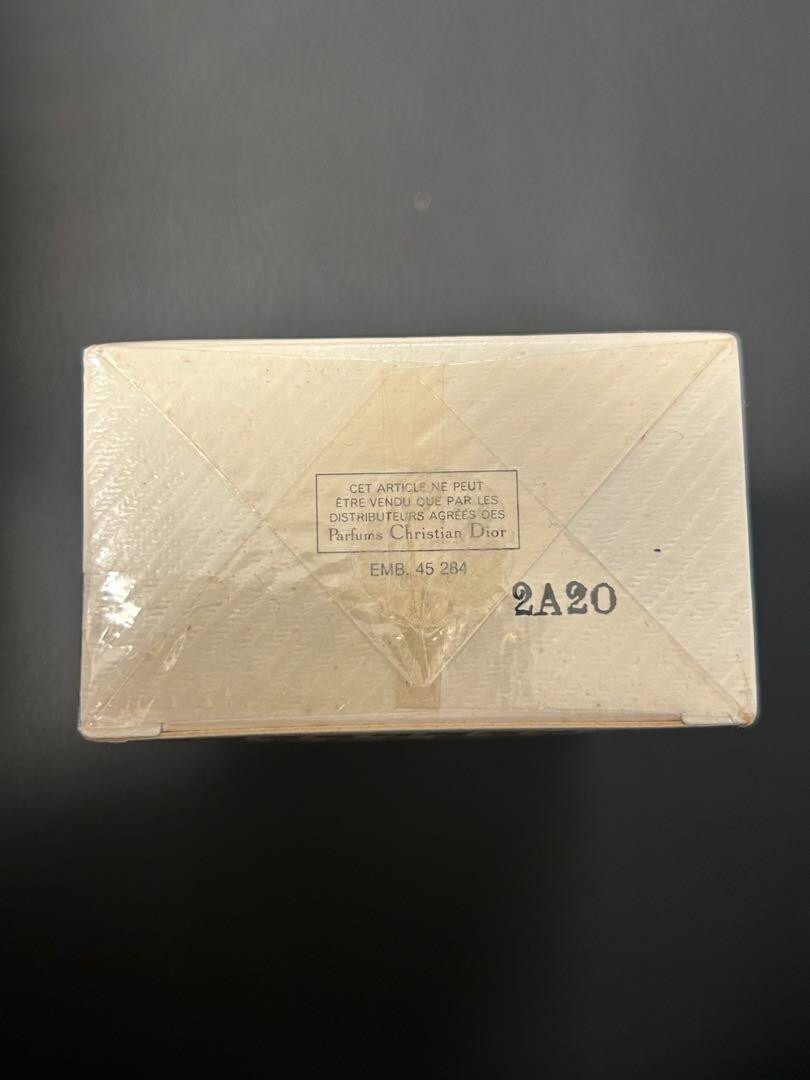 CET ARTICLE NE PEUT
ÊTRE VENDU QUE PAR LES
DISTRIBUTEURS AGRÉÉS DES
Parfums Christian Dior
EMB. 45 284
2A20